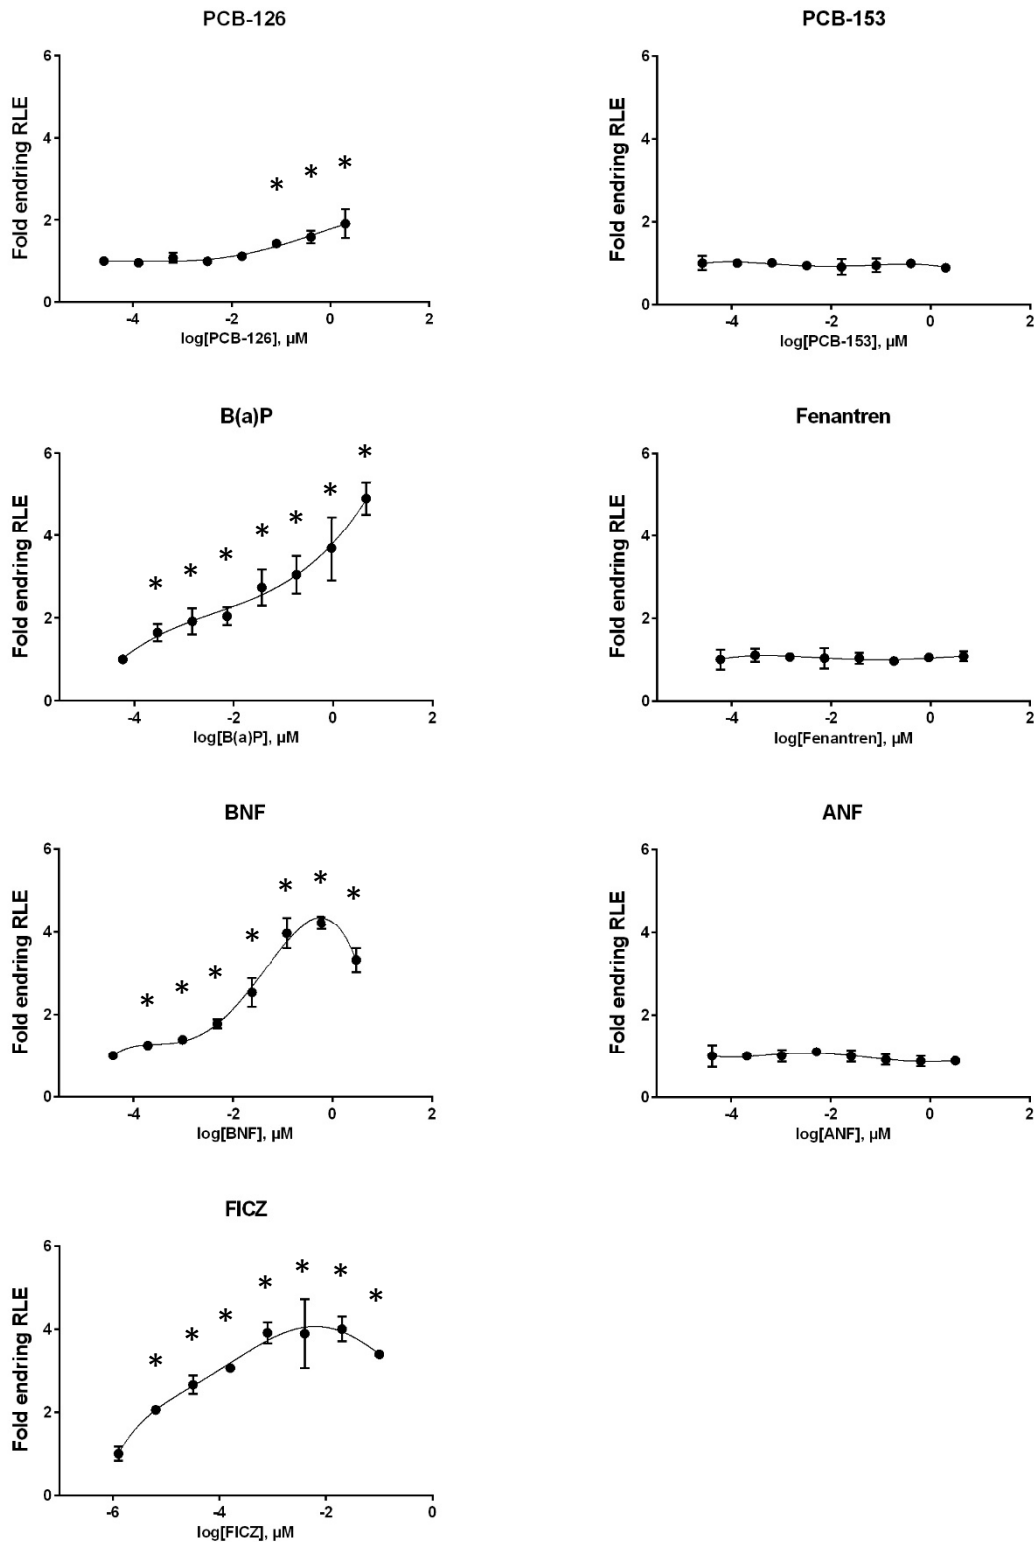 PCB-126
Fold endring RLE
6
4
2
0
* * *
-4 -2 0 2
log[PCB-126], µM
PCB-153
Fold endring RLE
6
4
2
0
-4 -2 0 2
log[PCB-153], µM
B(a)P
Fold endring RLE
6
4
2
0
* * * * * * *
-4 -2 0 2
log[B(a)P], µM
Fenantren
Fold endring RLE
6
4
2
0
-4 -2 0 2
log[Fenantren], µM
BNF
Fold endring RLE
6
4
2
0
* * * * * * *
-4 -2 0 2
log[BNF], µM
ANF
Fold endring RLE
6
4
2
0
-4 -2 0 2
log[ANF], µM
FICZ
Fold endring RLE
6
4
2
0
* * * * * * *
-6 -4 -2 0
log[FICZ], µM